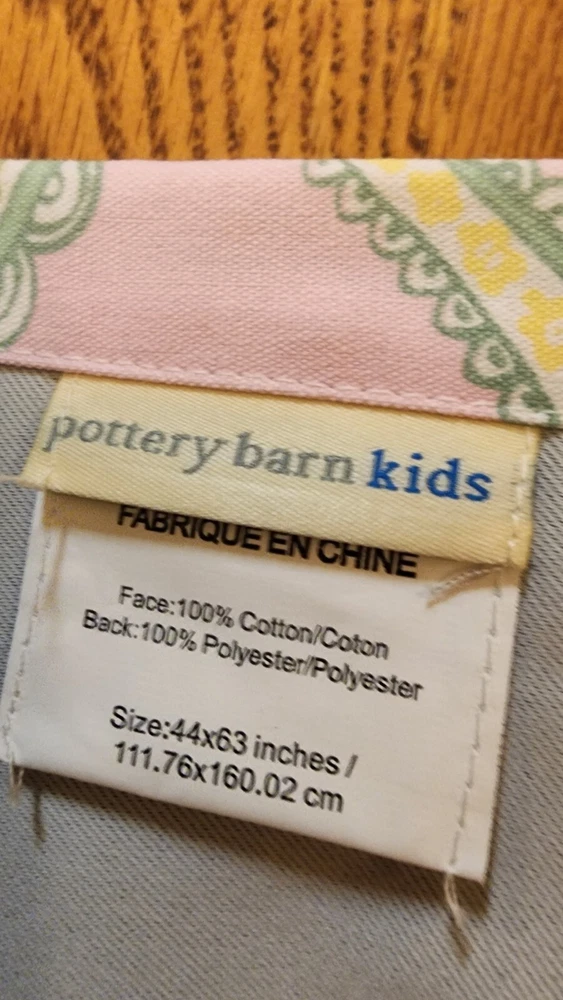 pottery barn kids
FABRIQUE EN CHINE
Face:100% Cotton/Coton
Back:100% Polyester/Polyester
Size:44x63 inches /
111.76x160.02 cm